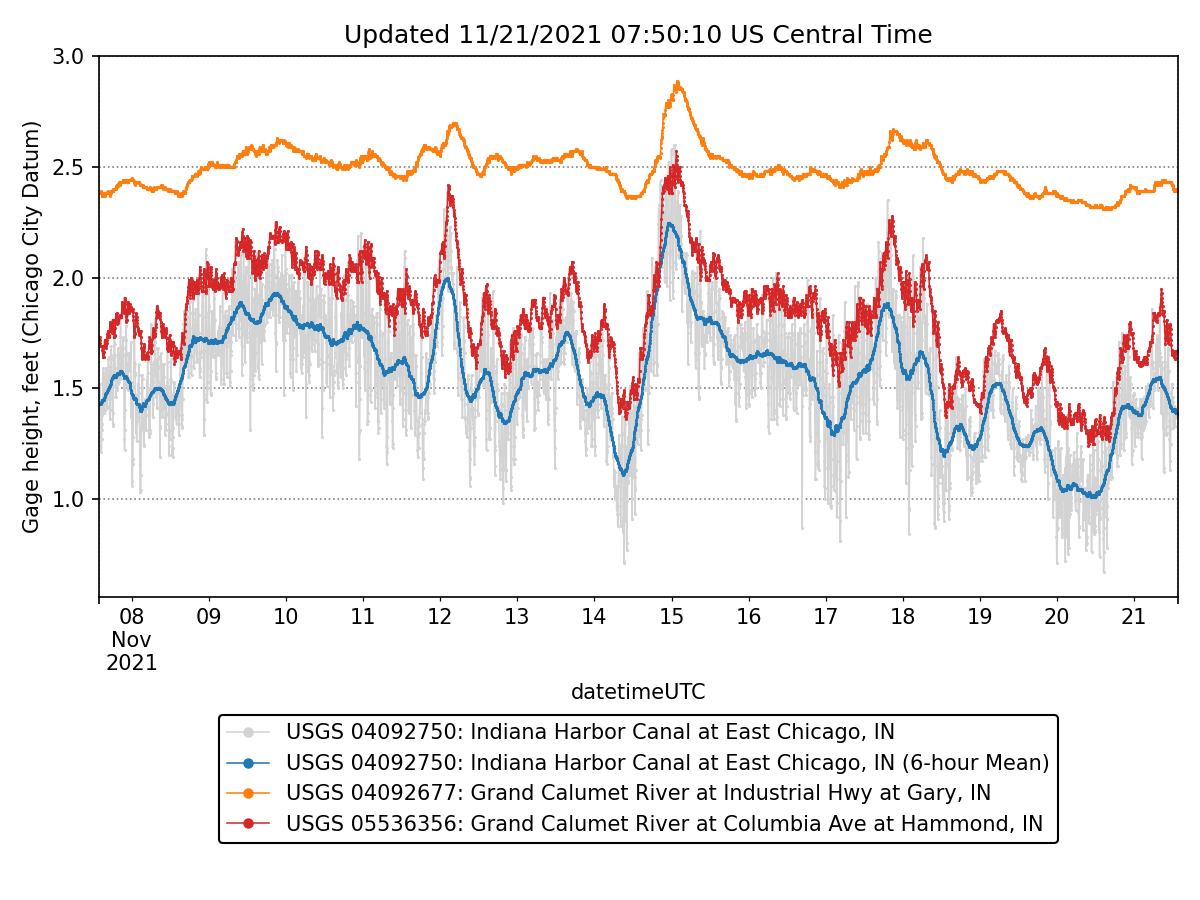 Updated 11/21/2021 07:50:10 US Central Time
Gage height, feet (Chicago City Datum)
3.0
2.5
2.0
1.5
1.0
08 09 10 11 12 13 14 15 16 17 18 19 20 21
Nov
2021
datetimeUTC
USGS 04092750: Indiana Harbor Canal at East Chicago, IN
USGS 04092750: Indiana Harbor Canal at East Chicago, IN (6-hour Mean)
USGS 04092677: Grand Calumet River at Industrial Hwy at Gary, IN
USGS 05536356: Grand Calumet River at Columbia Ave at Hammond, IN